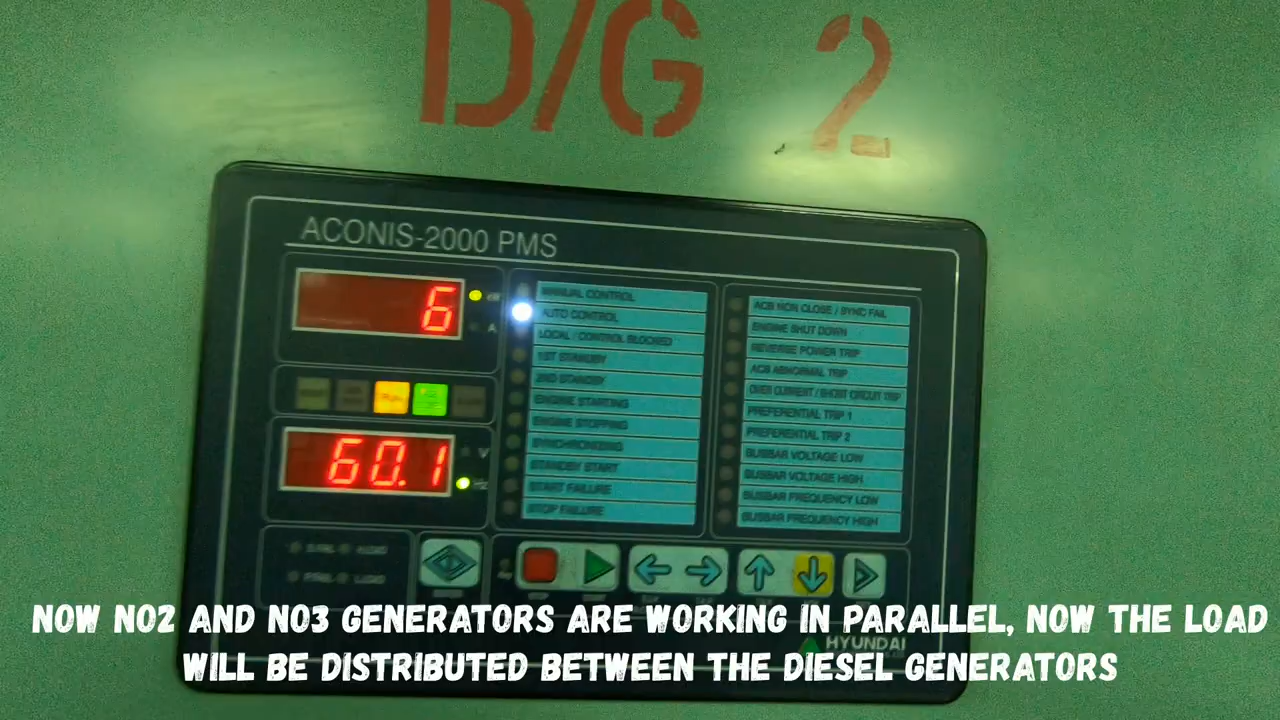 D/G 2
ACONIS-2000 PMS
6
kW
A
60.1
V
MANUAL CONTROL
AUTO CONTROL
LOCAL / CONTROL BLOCKED
1ST STANDBY
2ND STANDBY
ENGINE STARTING
ENGINE STOPPING
SYNCHRONIZING
STANDBY START
START FAILURE
STOP FAILURE
ACB NON CLOSE / SYNC FAIL
ENGINE SHUT DOWN
REVERSE POWER TRIP
ACB ABNORMAL TRIP
OVER CURRENT / SHORT CIRCUIT TRIP
PREFERENTIAL TRIP 1
PREFERENTIAL TRIP 2
BUSBAR VOLTAGE LOW
BUSBAR VOLTAGE HIGH
BUSBAR FREQUENCY LOW
BUSBAR FREQUENCY HIGH
HYUNDAI
NOW NO2 AND NO3 GENERATORS ARE WORKING IN PARALLEL, NOW THE LOAD
WILL BE DISTRIBUTED BETWEEN THE DIESEL GENERATORS